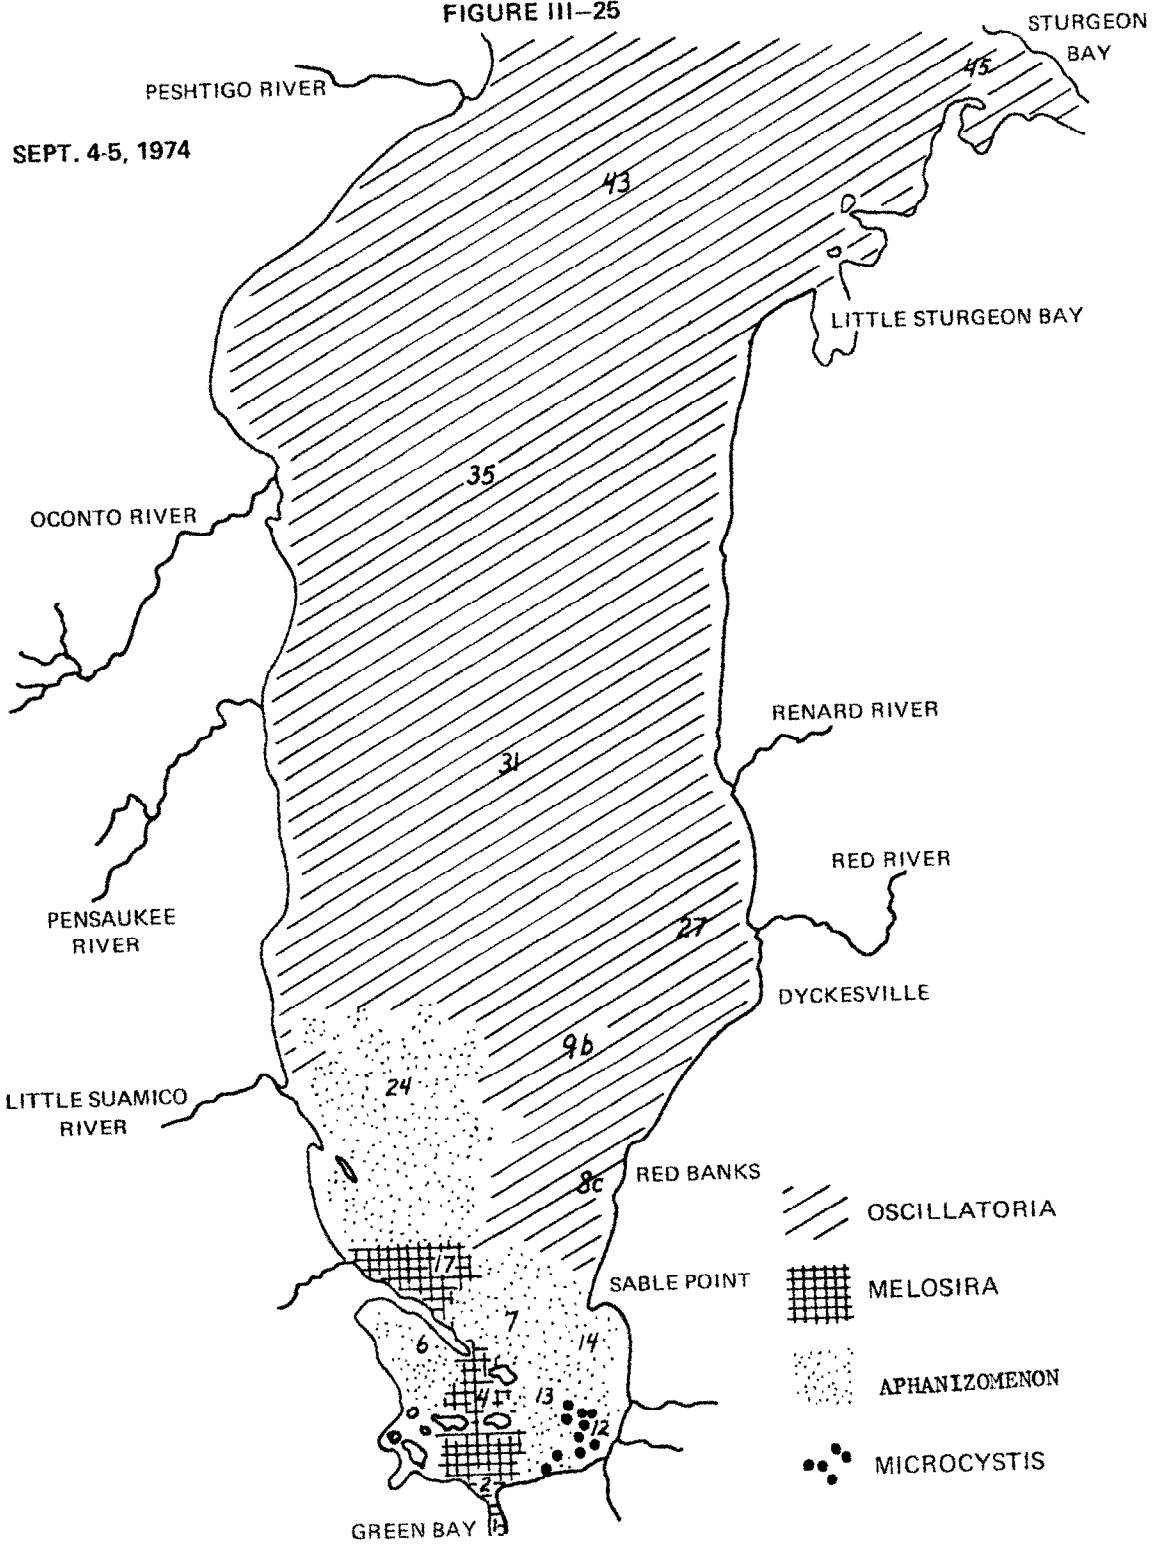 FIGURE III-25
STURGEON
BAY
PESHTIGO RIVER
45
SEPT. 4-5, 1974
43
LITTLE STURGEON BAY
35
OCONTO RIVER
RENARD RIVER
31
RED RIVER
PENSAUKEE
RIVER
27
DYCKESVILLE
9b
24
LITTLE SUAMICO
RIVER
RED BANKS
8c
OSCILLATORIA
17
SABLE POINT
MELOSIRA
7
6
14
APHANIZOMENON
4
13
12
MICROCYSTIS
2
GREEN BAY
1